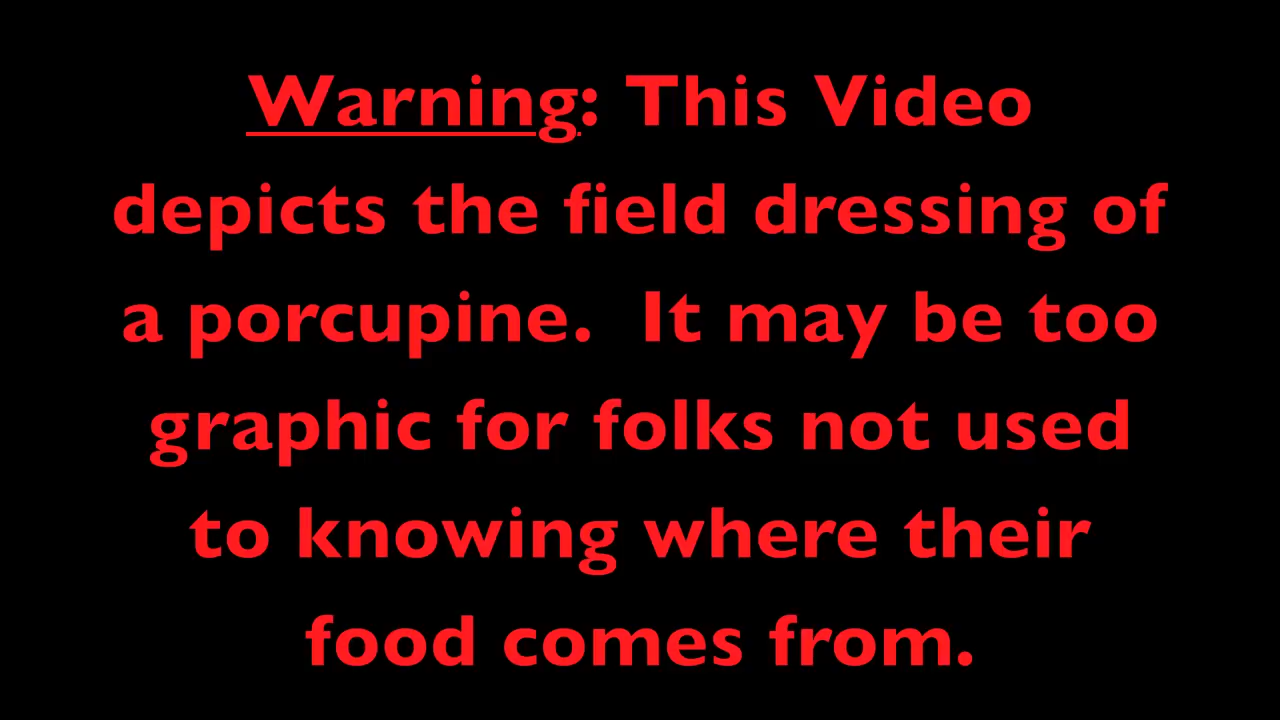 Warning: This Video
depicts the field dressing of
a porcupine.  It may be too
graphic for folks not used
to knowing where their
food comes from.